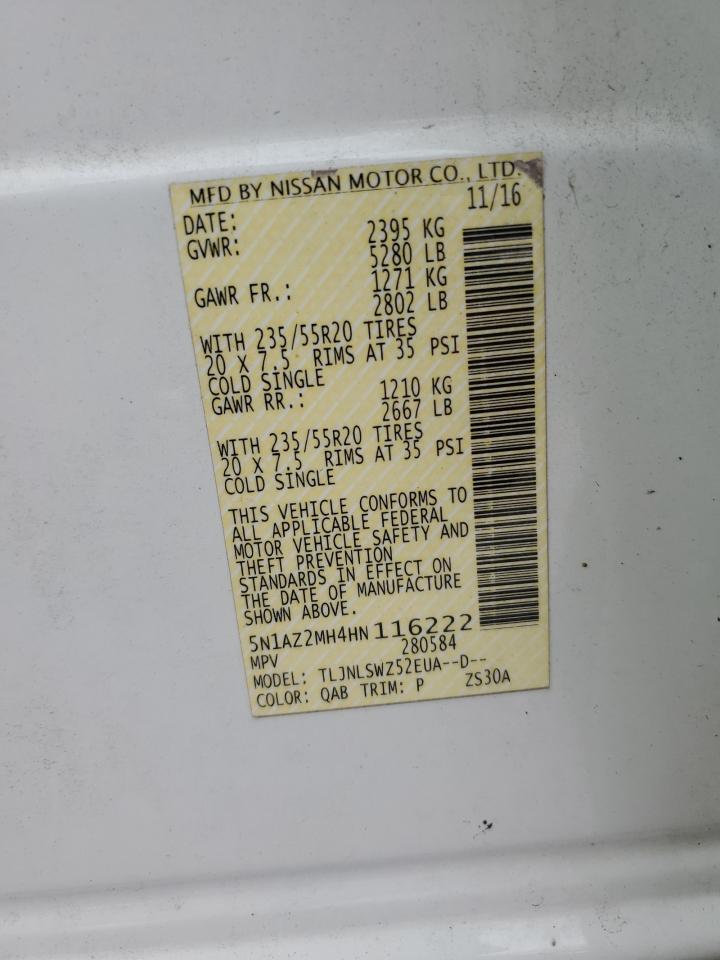 MFD BY NISSAN MOTOR CO., LTD.
DATE: 11/16
GVWR: 2395 KG
5280 LB
GAWR FR.: 1271 KG
2802 LB
WITH 235/55R20 TIRES
20 X 7.5 RIMS AT 35 PSI
COLD SINGLE
GAWR RR.: 1210 KG
2667 LB
WITH 235/55R20 TIRES
20 X 7.5 RIMS AT 35 PSI
COLD SINGLE
THIS VEHICLE CONFORMS TO
ALL APPLICABLE FEDERAL
MOTOR VEHICLE SAFETY AND
THEFT PREVENTION
STANDARDS IN EFFECT ON
THE DATE OF MANUFACTURE
SHOWN ABOVE.
5N1AZ2MH4HN116222
MPV 280584
MODEL: TLJNLSWZ52EUA--D--
COLOR: QAB TRIM: P ZS30A